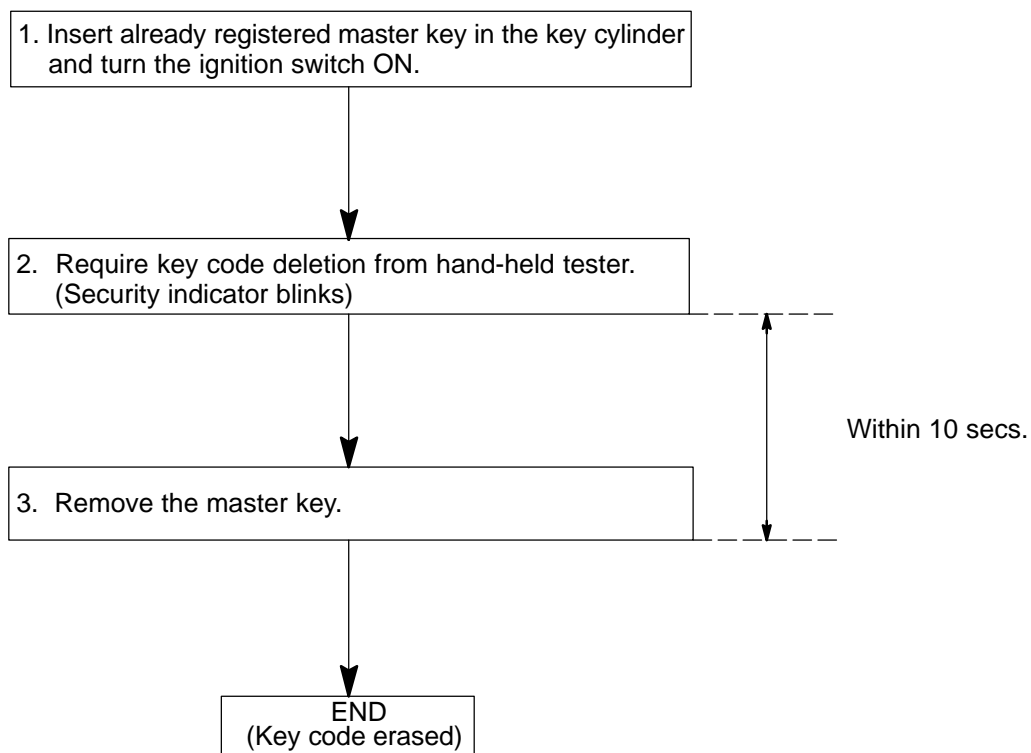 1. Insert already registered master key in the key cylinder
and turn the ignition switch ON.
2. Require key code deletion from hand-held tester.
(Security indicator blinks)
Within 10 secs.
3. Remove the master key.
END
(Key code erased)